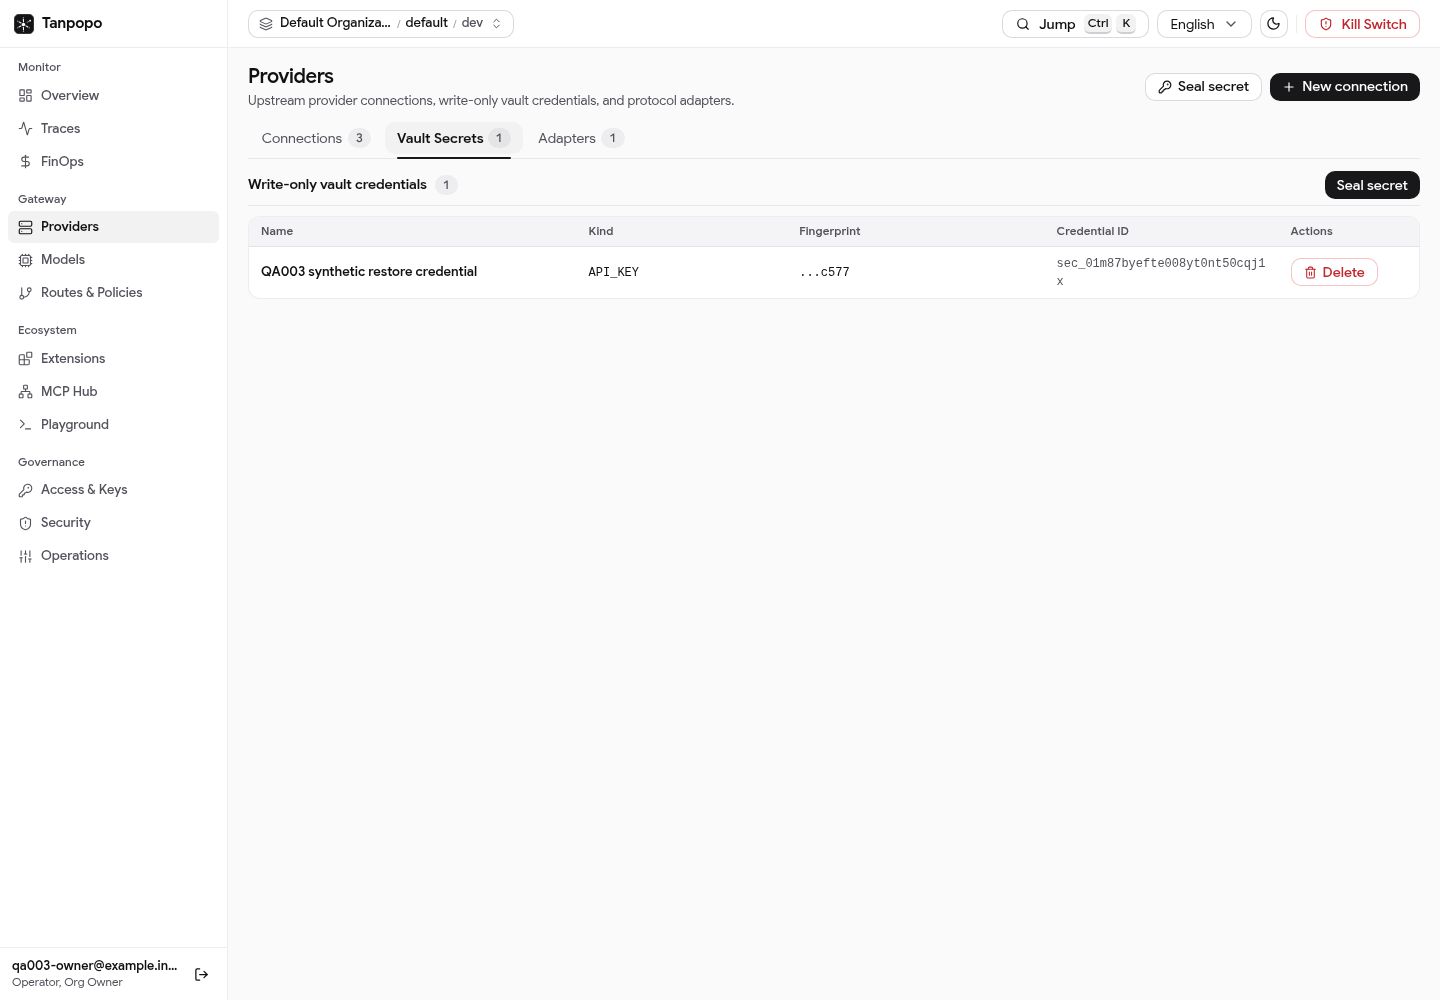 Tanpopo
Default Organiza... / default / dev
Jump Ctrl K
English
Kill Switch
Monitor
Overview
Traces
FinOps
Gateway
Providers
Models
Routes & Policies
Ecosystem
Extensions
MCP Hub
Playground
Governance
Access & Keys
Security
Operations
qa003-owner@example.in...
Operator, Org Owner
Providers
Upstream provider connections, write-only vault credentials, and protocol adapters.
Seal secret
New connection
Connections 3
Vault Secrets 1
Adapters 1
Write-only vault credentials 1
Seal secret
Name Kind Fingerprint Credential ID Actions
QA003 synthetic restore credential API_KEY ...c577 sec_01m87byefte008yt0nt50cqj1
x
Delete